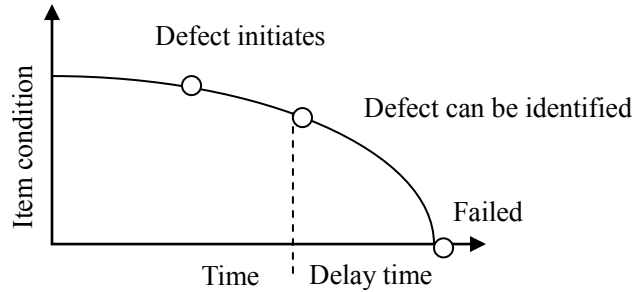 Defect initiates
Defect can be identified
Item condition
Failed
Time
Delay time